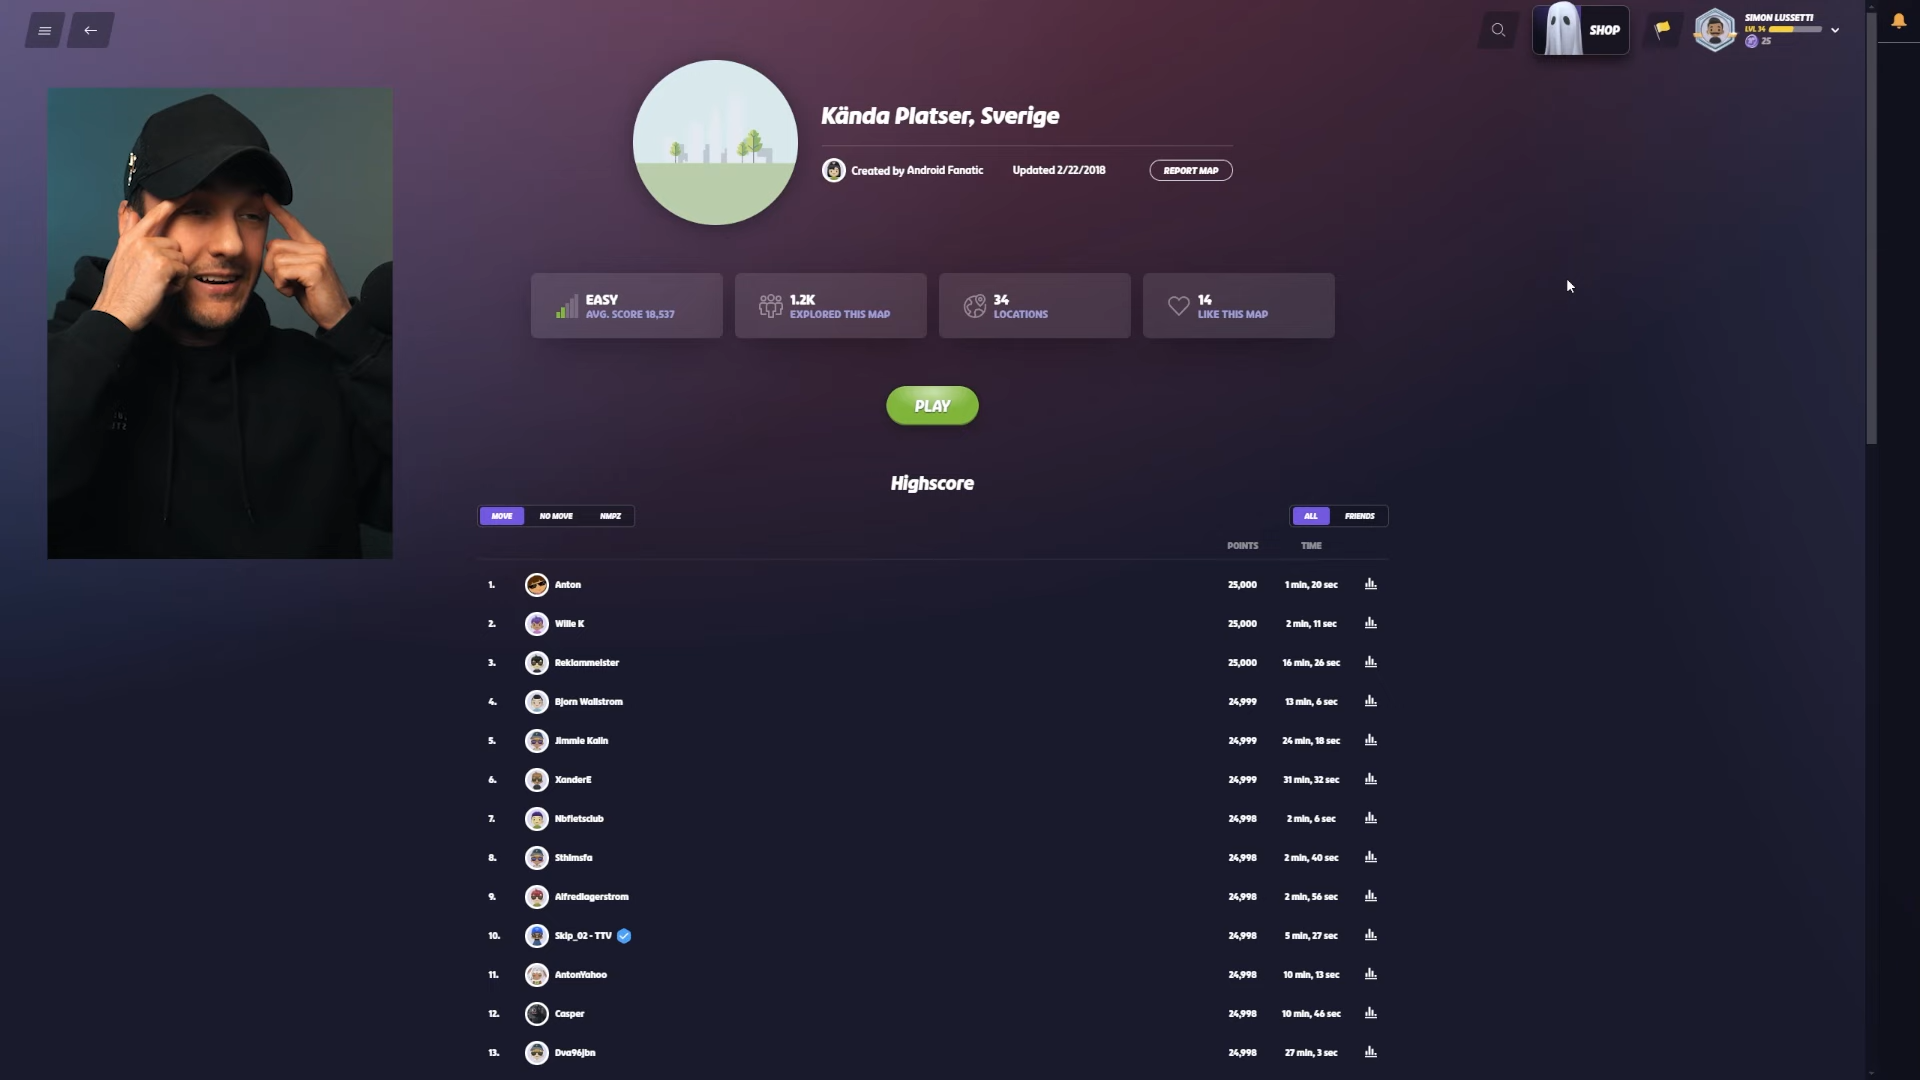 SHOP
SIMON LUSSETTI
LVL 34
25
Kända Platser, Sverige
Created by Android Fanatic
Updated 2/22/2018
REPORT MAP
EASY
AVG. SCORE 18,537
1.2K
EXPLORED THIS MAP
34
LOCATIONS
14
LIKE THIS MAP
PLAY
Highscore
MOVE NO MOVE NMPZ
ALL FRIENDS
POINTS TIME
1. Anton 25,000 1 min, 20 sec
2. Wille K 25,000 2 min, 11 sec
3. Reklammeister 25,000 16 min, 26 sec
4. Bjorn Wallstrom 24,999 13 min, 6 sec
5. Jimmie Kalin 24,999 24 min, 18 sec
6. XanderE 24,999 31 min, 32 sec
7. Nbfietsclub 24,998 2 min, 6 sec
8. Sthlmsfa 24,998 2 min, 40 sec
9. Alfredlagerstrom 24,998 2 min, 56 sec
10. Skip_02 - TTV 24,998 5 min, 27 sec
11. AntonYahoo 24,998 10 min, 13 sec
12. Casper 24,998 10 min, 46 sec
13. Dva96jbn 24,998 27 min, 3 sec